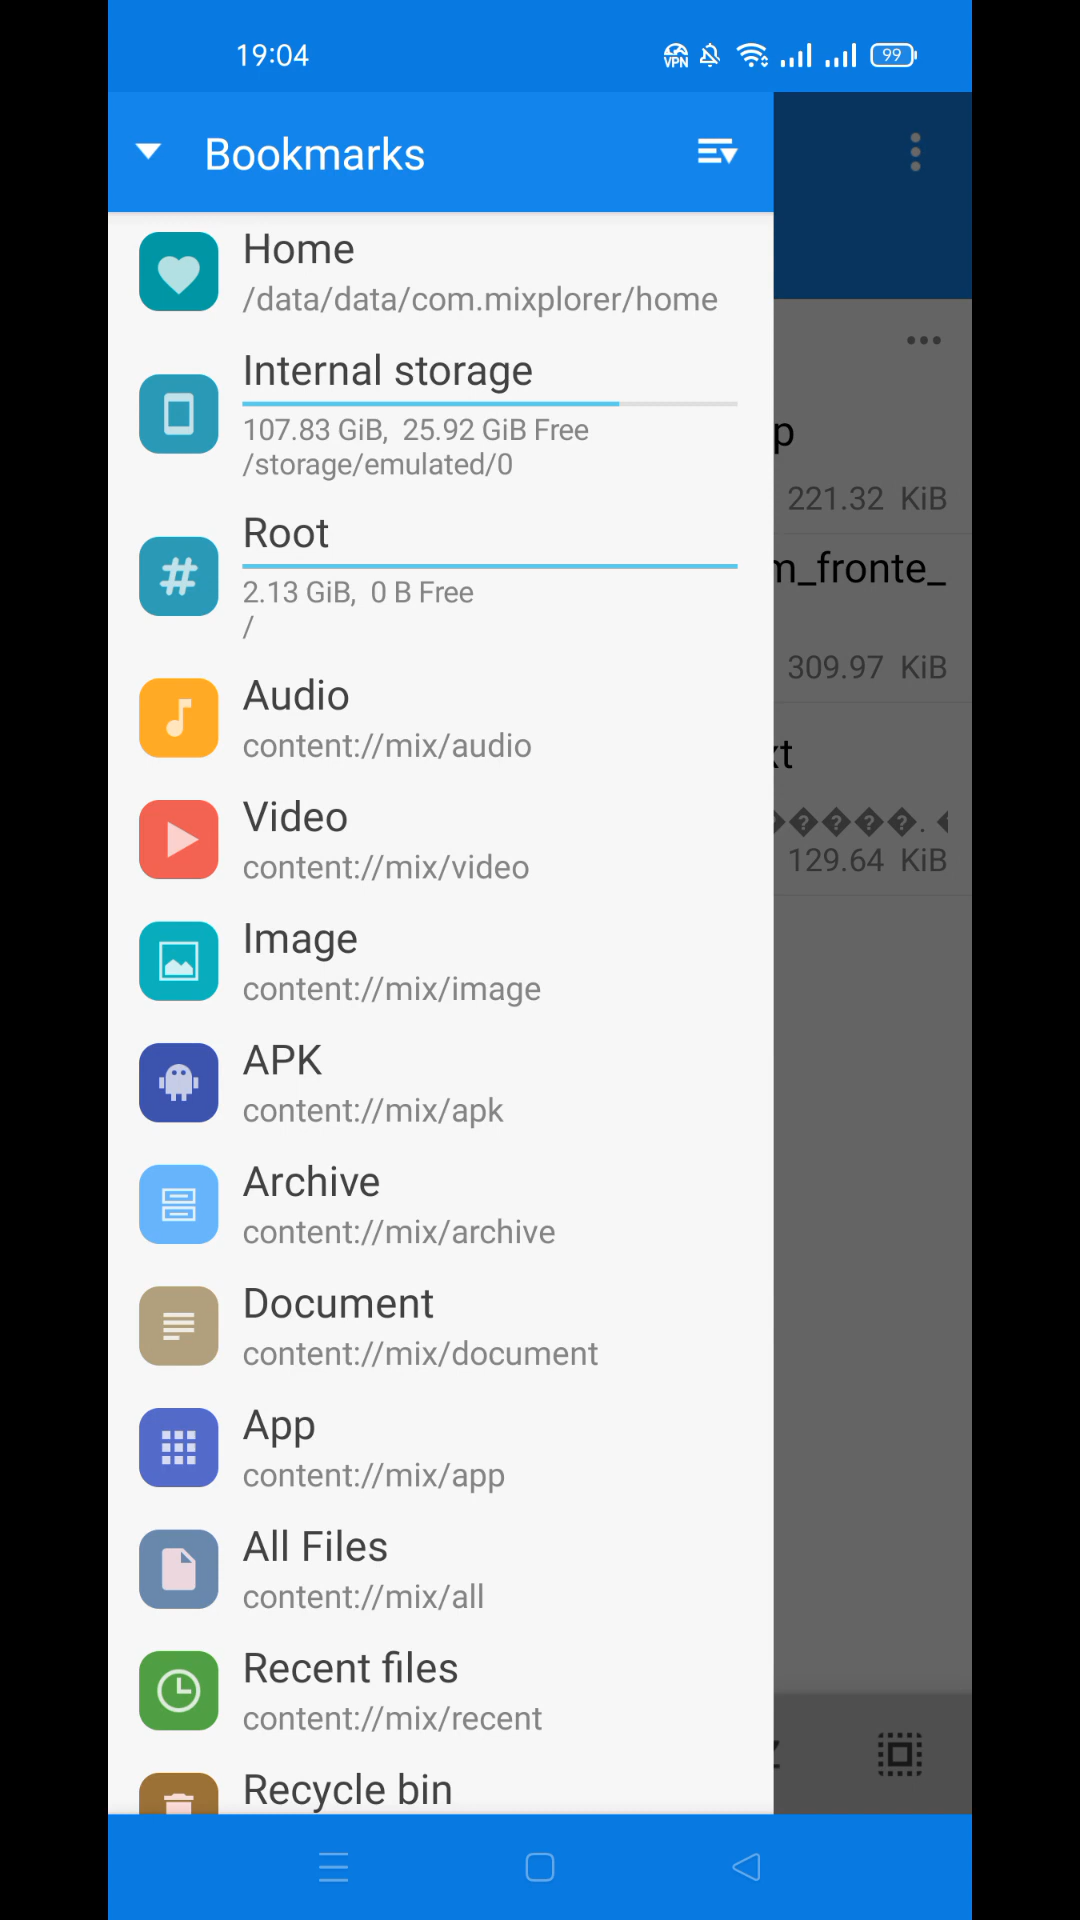 19:04
VPN
99
Bookmarks
Home
/data/data/com.mixplorer/home
Internal storage
107.83 GiB,  25.92 GiB Free
/storage/emulated/0
p
221.32 KiB
Root
2.13 GiB,  0 B Free
/
m_fronte_
309.97 KiB
Audio
content://mix/audio
xt
����. 
129.64 KiB
Video
content://mix/video
Image
content://mix/image
APK
content://mix/apk
Archive
content://mix/archive
Document
content://mix/document
App
content://mix/app
All Files
content://mix/all
Recent files
content://mix/recent
Recycle bin